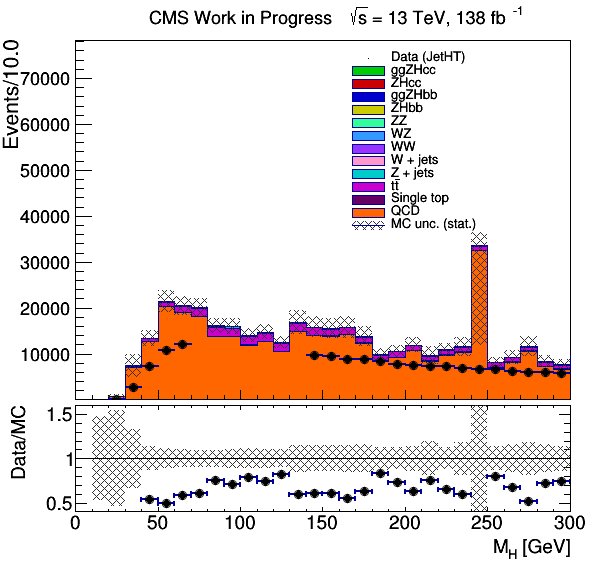 CMS Work in Progress √s = 13 TeV, 138 fb⁻¹
Events/10.0
70000
60000
50000
40000
30000
20000
10000
Data (JetHT)
ggZHcc
ZHcc
ggZHbb
ZHbb
ZZ
WZ
WW
W + jets
Z + jets
tt̄
Single top
QCD
MC unc. (stat.)
Data/MC
1.5
1
0.5
0 50 100 150 200 250 300
M_H [GeV]